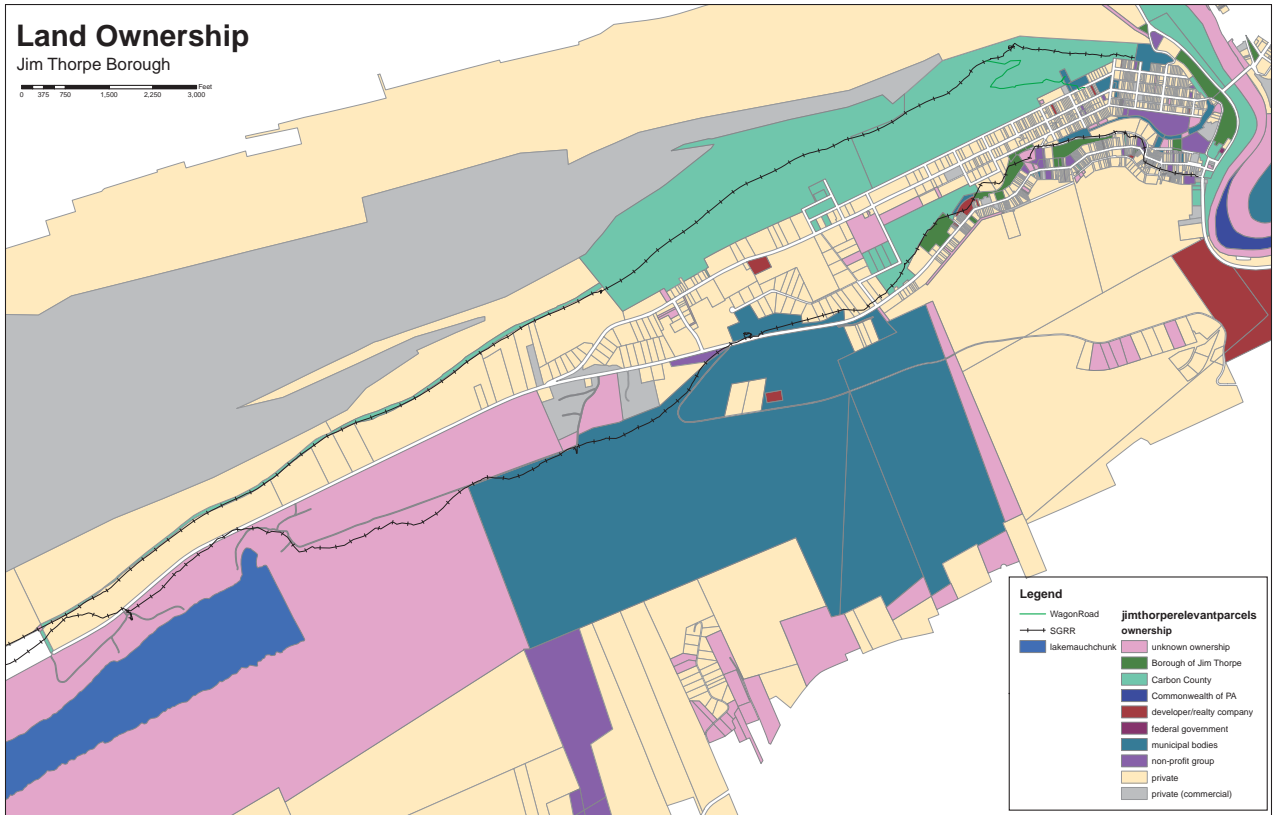 Land Ownership
Jim Thorpe Borough
Feet
0 375 750 1,500 2,250 3,000
Legend
WagonRoad
SGRR
lakemauchchunk
jimthorperelevantparcels
ownership
unknown ownership
Borough of Jim Thorpe
Carbon County
Commonwealth of PA
developer/realty company
federal government
municipal bodies
non-profit group
private
private (commercial)